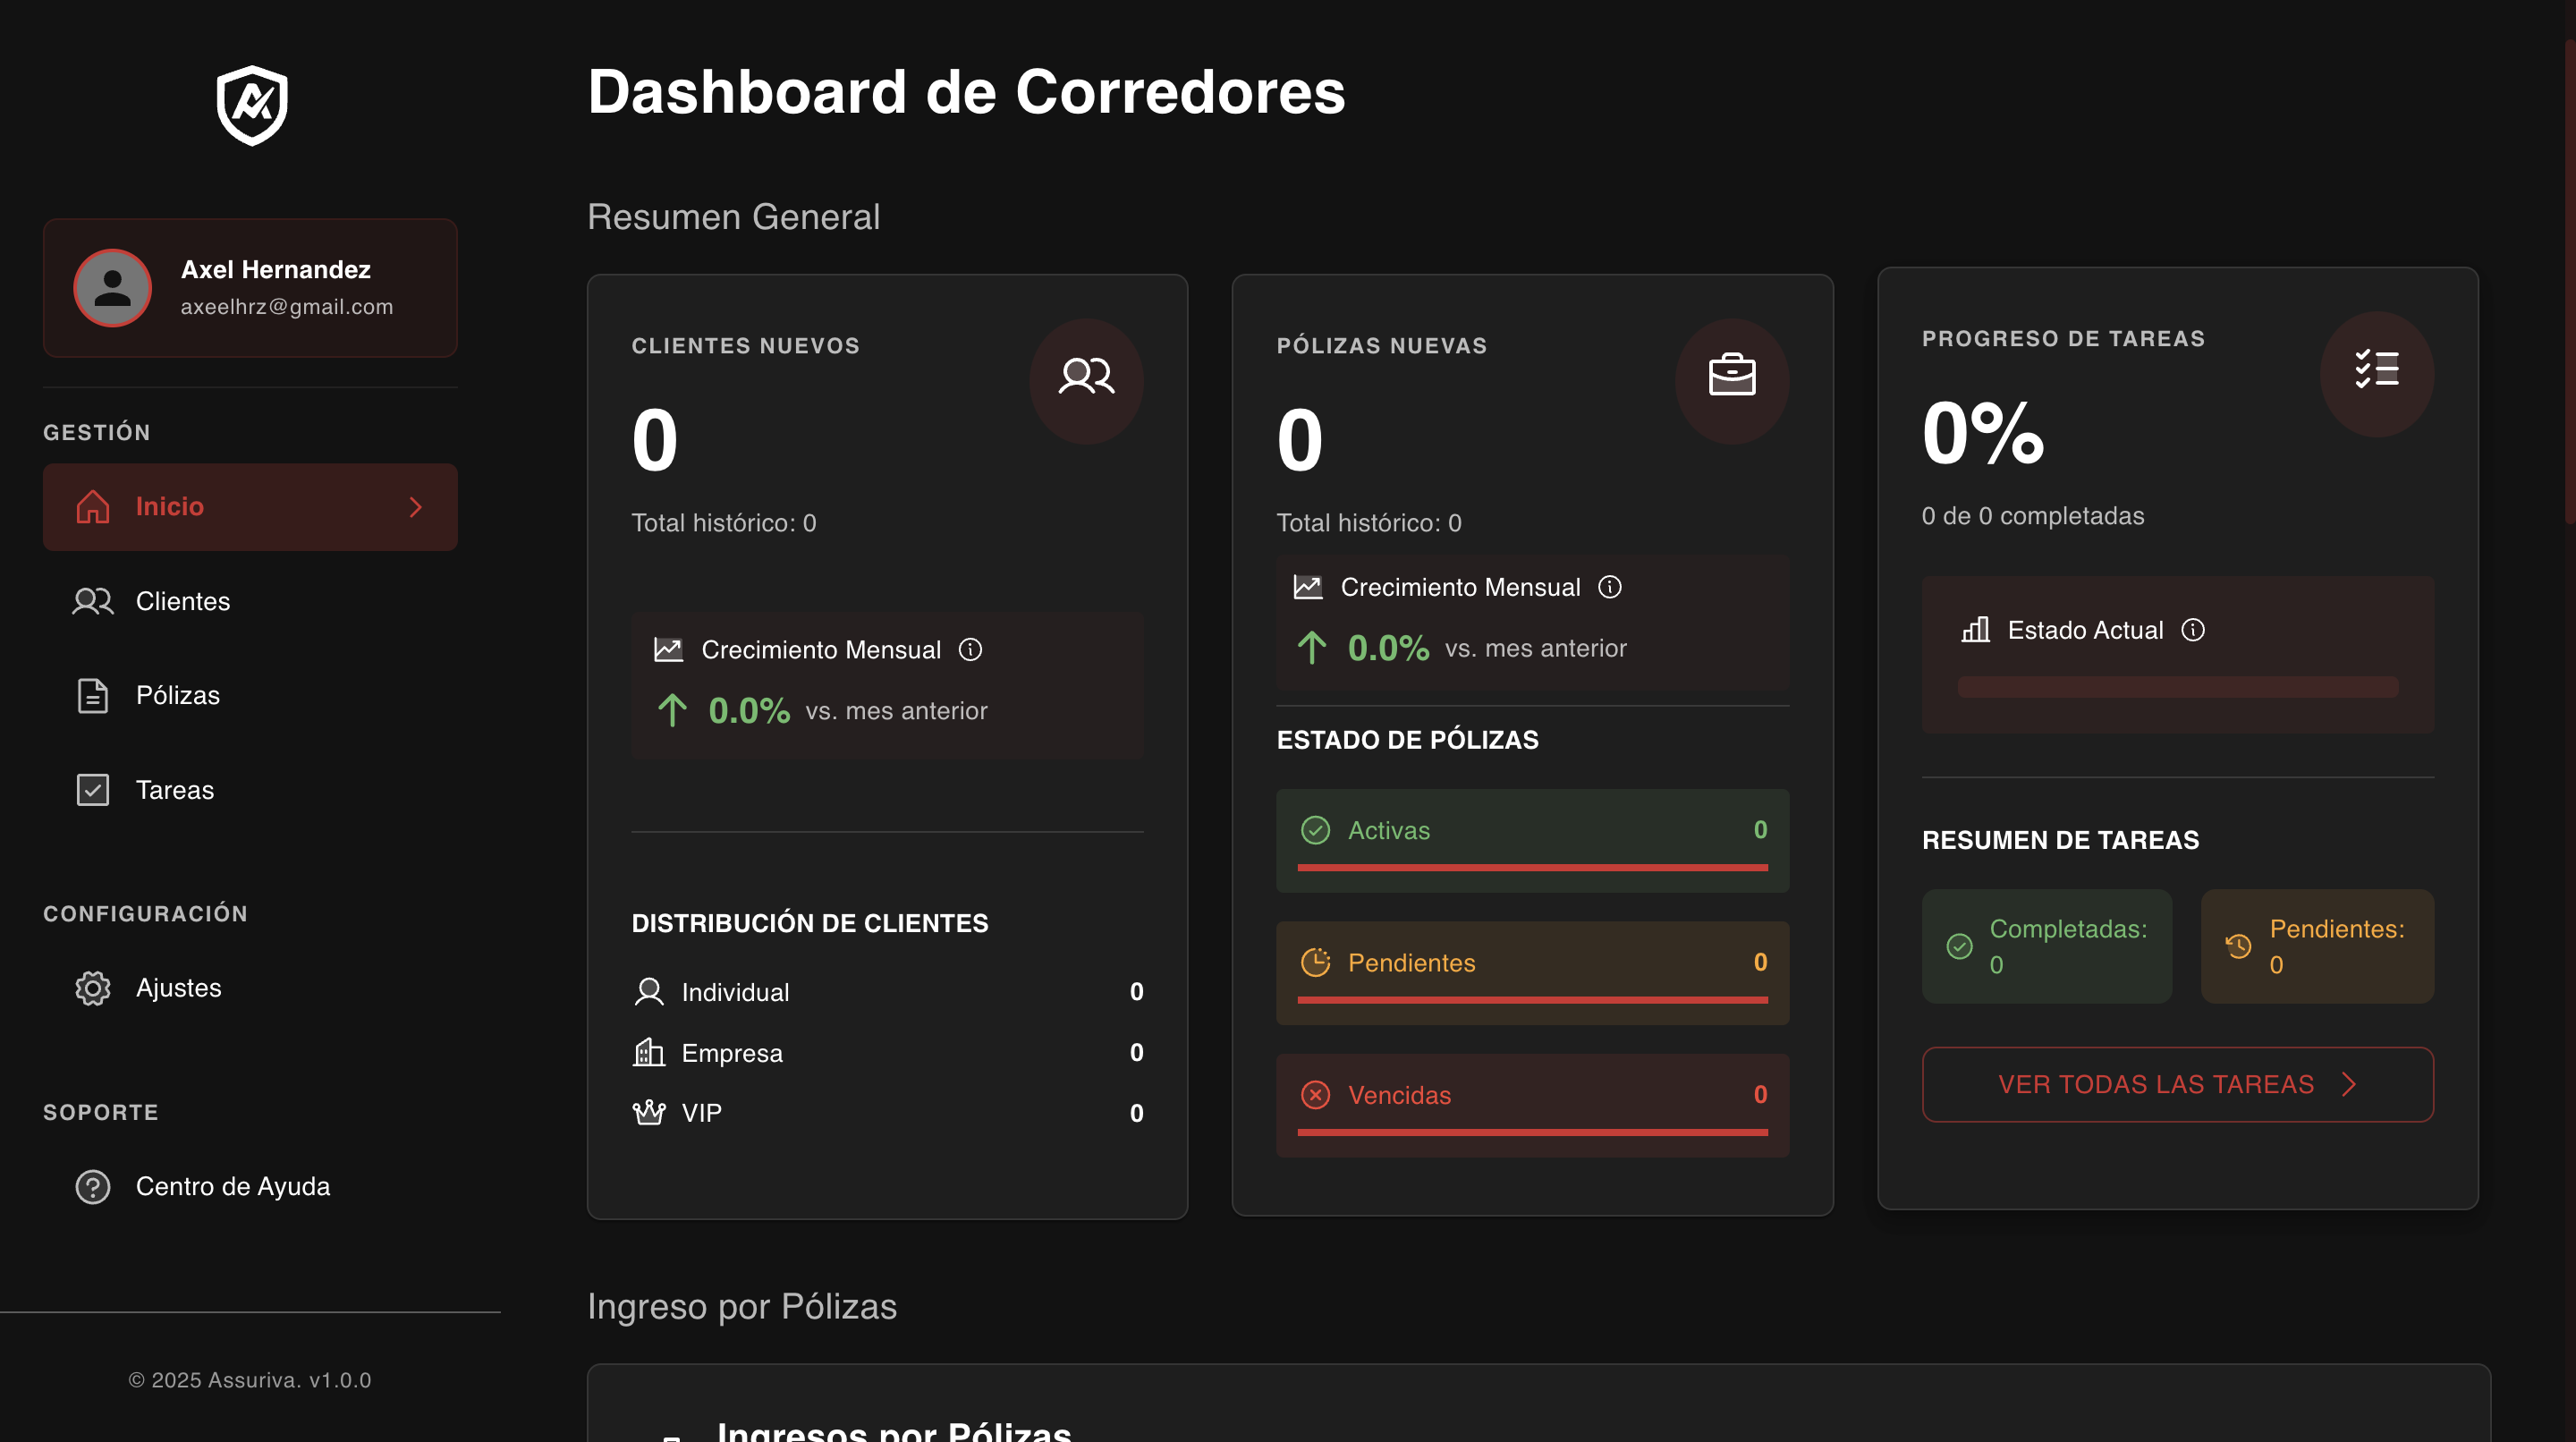 Axel Hernandez
axeelhrz@gmail.com
GESTIÓN
Inicio
Clientes
Pólizas
Tareas
CONFIGURACIÓN
Ajustes
SOPORTE
Centro de Ayuda
© 2025 Assuriva. v1.0.0
Dashboard de Corredores
Resumen General
CLIENTES NUEVOS
0
Total histórico: 0
Crecimiento Mensual
0.0% vs. mes anterior
DISTRIBUCIÓN DE CLIENTES
Individual 0
Empresa 0
VIP 0
PÓLIZAS NUEVAS
0
Total histórico: 0
Crecimiento Mensual
0.0% vs. mes anterior
ESTADO DE PÓLIZAS
Activas 0
Pendientes 0
Vencidas 0
PROGRESO DE TAREAS
0%
0 de 0 completadas
Estado Actual
RESUMEN DE TAREAS
Completadas:
0
Pendientes:
0
VER TODAS LAS TAREAS
Ingreso por Pólizas
Ingresos por Pólizas